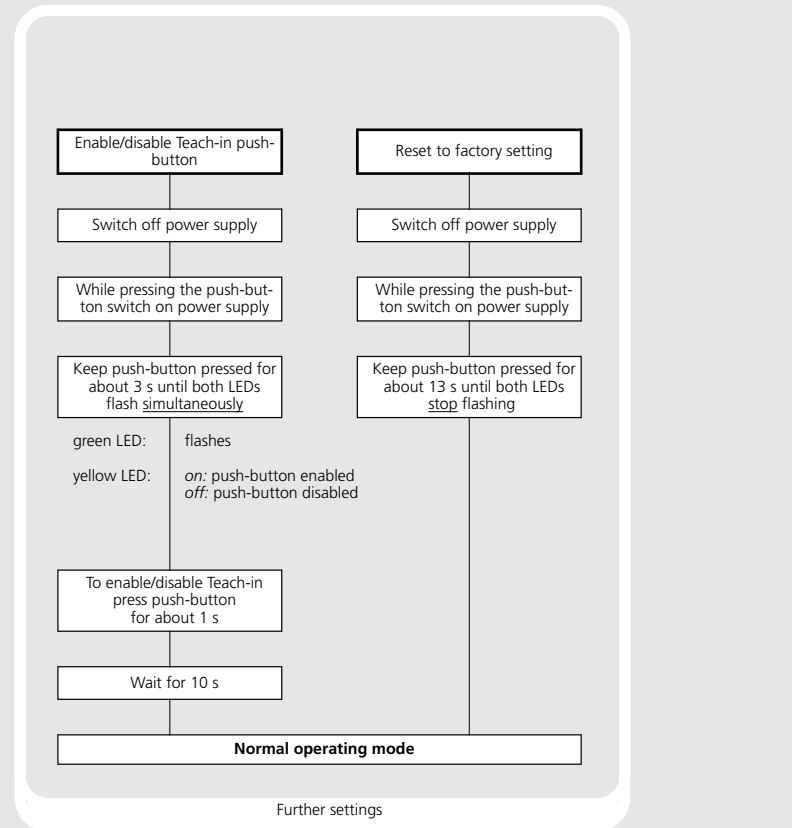 Enable/disable Teach-in push-
button
Switch off power supply
While pressing the push-but-
ton switch on power supply
Keep push-button pressed for
about 3 s until both LEDs
flash simultaneously
green LED: flashes
yellow LED: on: push-button enabled
off: push-button disabled
To enable/disable Teach-in
press push-button
for about 1 s
Wait for 10 s
Reset to factory setting
Switch off power supply
While pressing the push-but-
ton switch on power supply
Keep push-button pressed for
about 13 s until both LEDs
stop flashing
Normal operating mode
Further settings